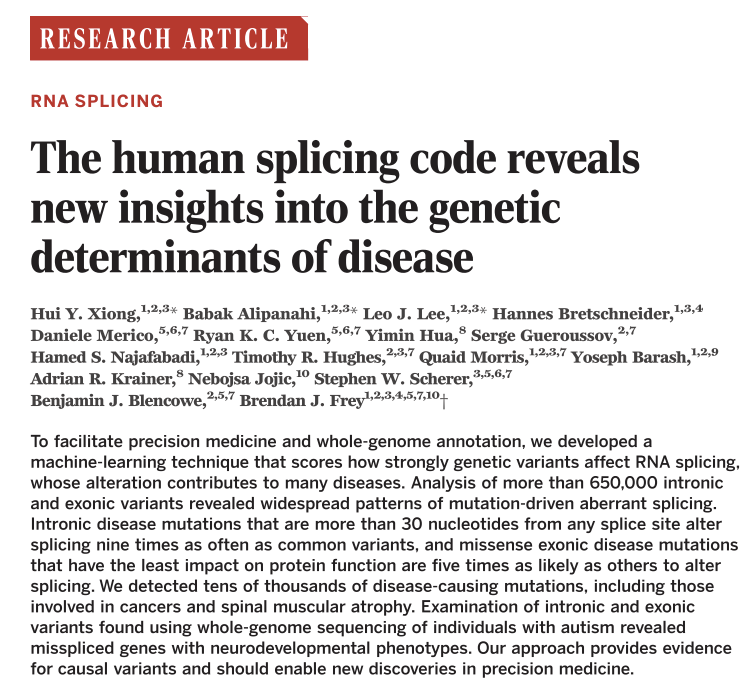 RESEARCH ARTICLE
RNA SPLICING
The human splicing code reveals
new insights into the genetic
determinants of disease
Hui Y. Xiong,1,2,3* Babak Alipanahi,1,2,3* Leo J. Lee,1,2,3* Hannes Bretschneider,1,3,4
Daniele Merico,5,6,7 Ryan K. C. Yuen,5,6,7 Yimin Hua,8 Serge Gueroussov,2,7
Hamed S. Najafabadi,1,2,3 Timothy R. Hughes,2,3,7 Quaid Morris,1,2,3,7 Yoseph Barash,1,2,9
Adrian R. Krainer,8 Nebojsa Jojic,10 Stephen W. Scherer,3,5,6,7
Benjamin J. Blencowe,2,5,7 Brendan J. Frey1,2,3,4,5,7,10†
To facilitate precision medicine and whole-genome annotation, we developed a
machine-learning technique that scores how strongly genetic variants affect RNA splicing,
whose alteration contributes to many diseases. Analysis of more than 650,000 intronic
and exonic variants revealed widespread patterns of mutation-driven aberrant splicing.
Intronic disease mutations that are more than 30 nucleotides from any splice site alter
splicing nine times as often as common variants, and missense exonic disease mutations
that have the least impact on protein function are five times as likely as others to alter
splicing. We detected tens of thousands of disease-causing mutations, including those
involved in cancers and spinal muscular atrophy. Examination of intronic and exonic
variants found using whole-genome sequencing of individuals with autism revealed
misspliced genes with neurodevelopmental phenotypes. Our approach provides evidence
for causal variants and should enable new discoveries in precision medicine.